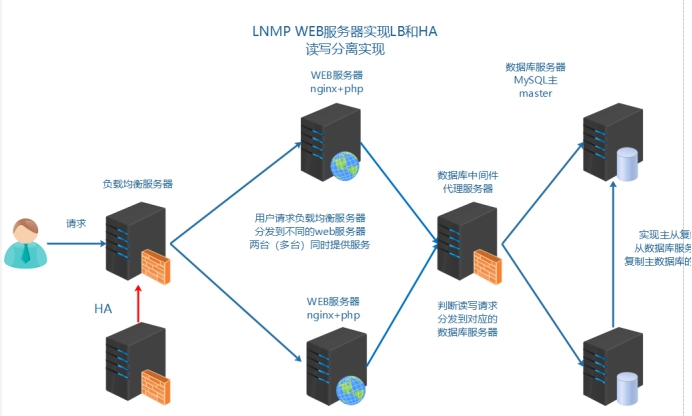 LNMP WEB服务器实现LB和HA
读写分离实现
WEB服务器
nginx+php
数据库服务器
MySQL主
master
负载均衡服务器
数据库中间件
代理服务器
请求
用户请求负载均衡服务器
分发到不同的web服务器
两台（多台）同时提供服务
实现主从复
从数据库服务
复制主数据库的
HA
WEB服务器
nginx+php
判断读写请求
分发到对应的
数据库服务器